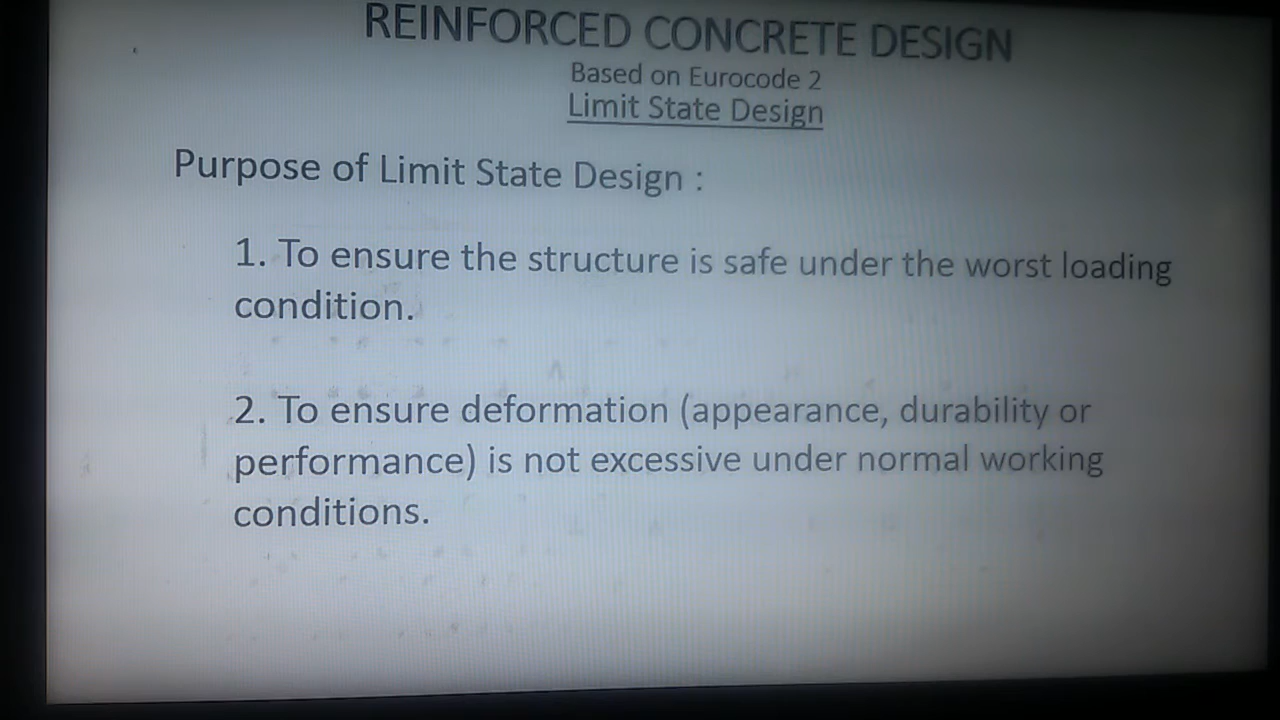 REINFORCED CONCRETE DESIGN
Based on Eurocode 2
Limit State Design
Purpose of Limit State Design :
1. To ensure the structure is safe under the worst loading
condition.
2. To ensure deformation (appearance, durability or
performance) is not excessive under normal working
conditions.